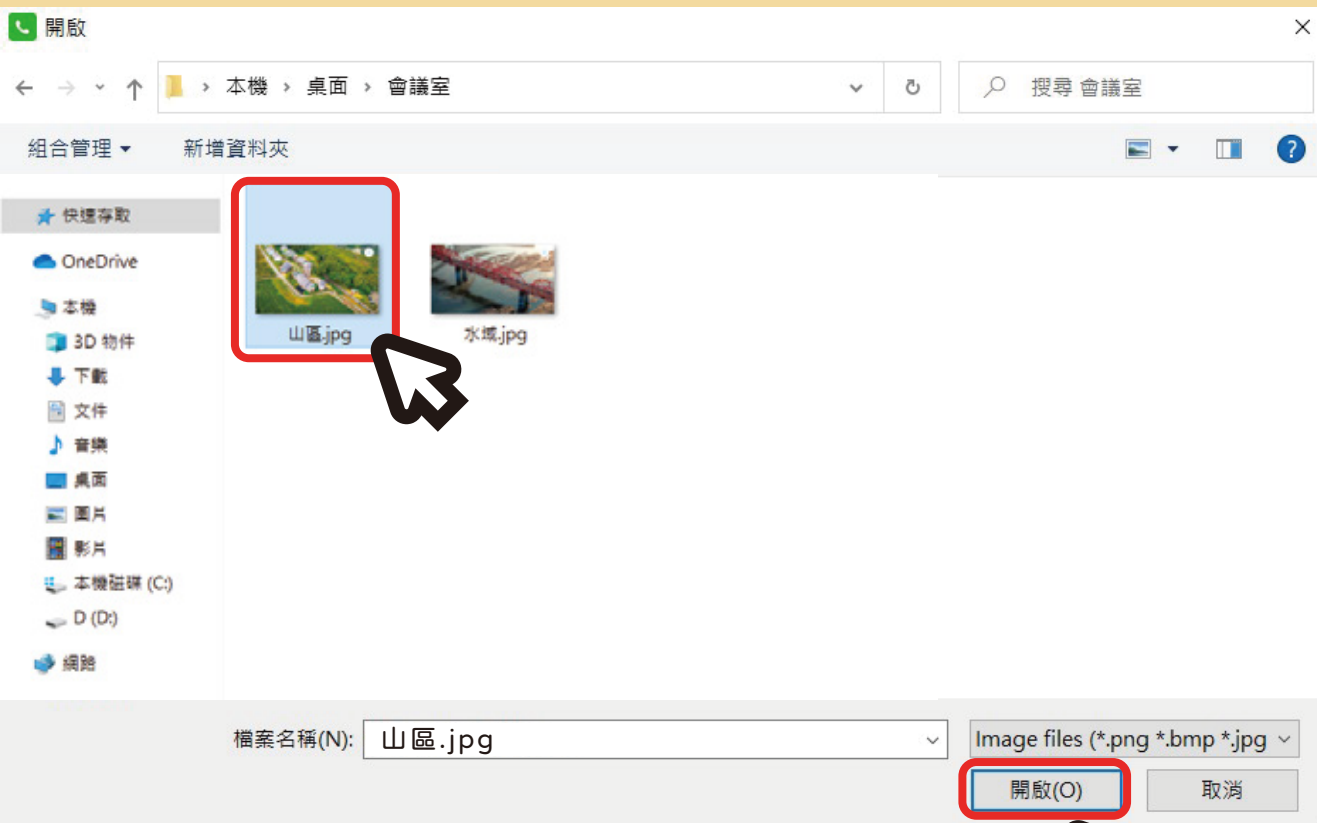 開啟
本機 › 桌面 › 會議室
搜尋 會議室
組合管理
新增資料夾
快速存取
OneDrive
本機
3D 物件
下載
文件
音樂
桌面
圖片
影片
本機磁碟 (C:)
D (D:)
網路
山區.jpg
水域.jpg
檔案名稱(N):
山區.jpg
Image files (*.png *.bmp *.jpg
開啟(O)
取消